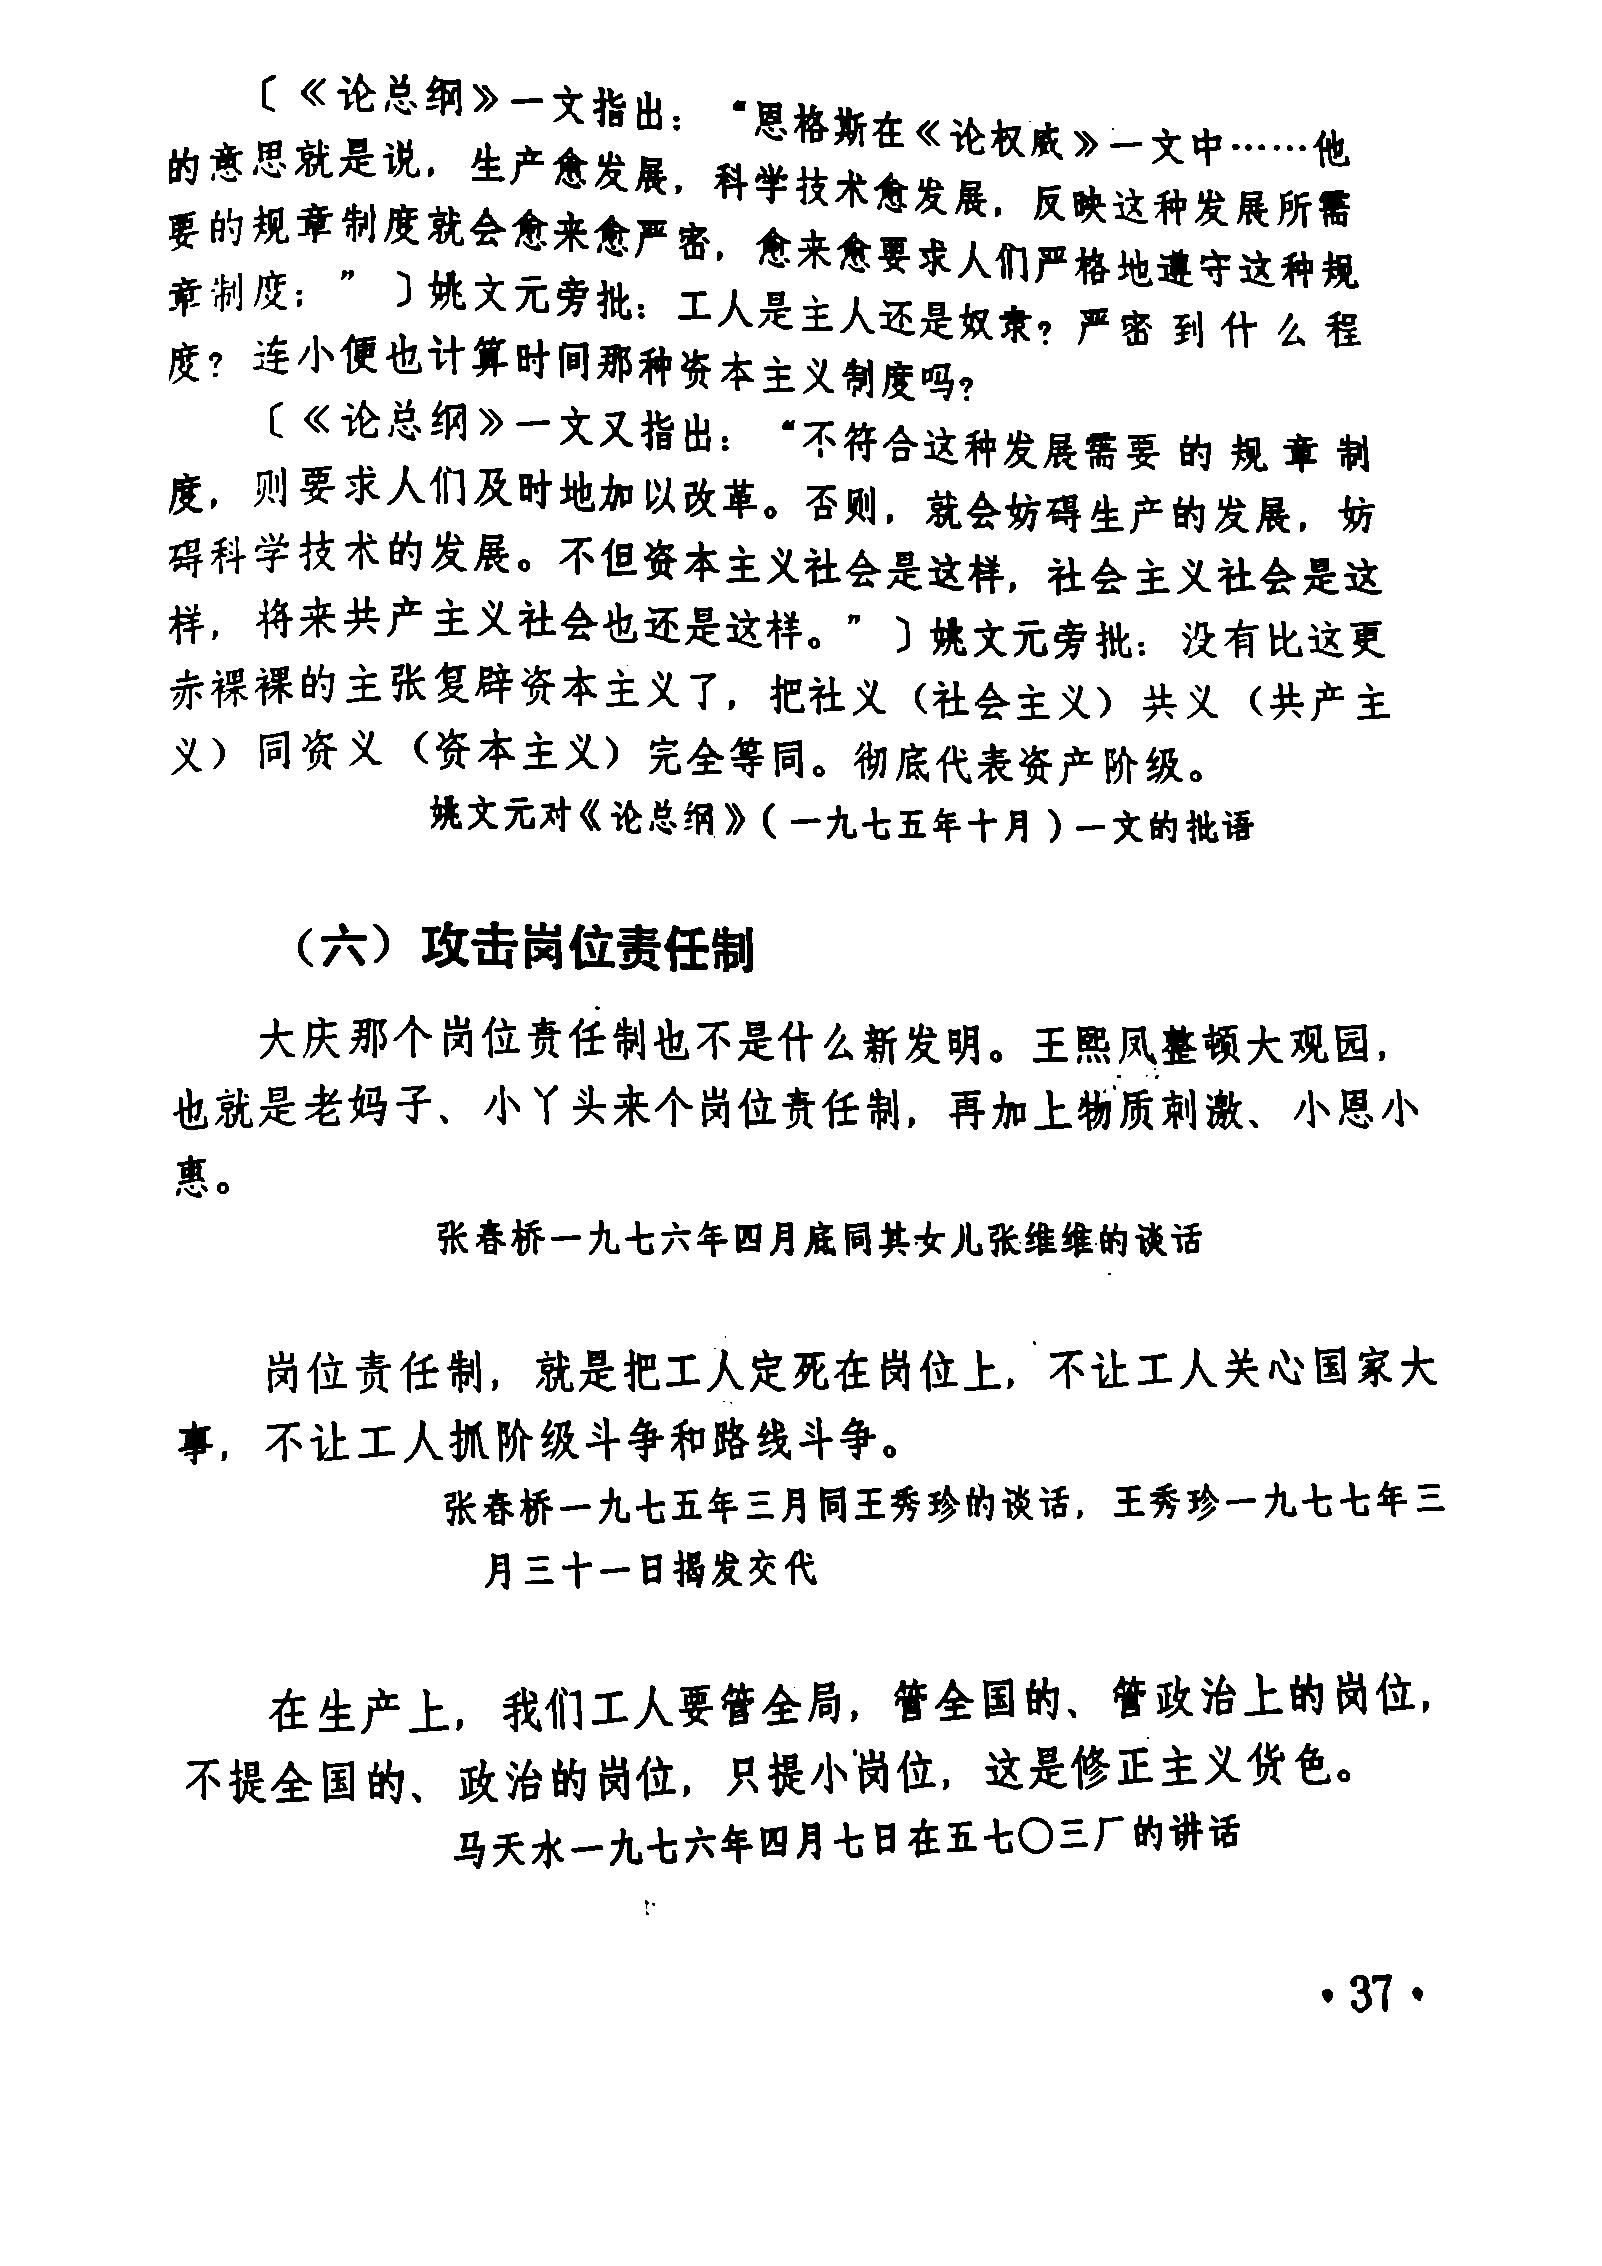 〔《论总纲》一文指出：“恩格斯在《论权威》一文中……他
的意思就是说，生产愈发展，科学技术愈发展，反映这种发展所需
要的规章制度就会愈来愈严密，愈来愈要求人们严格地遵守这种规
章制度；”〕姚文元旁批：工人是主人还是奴隶？严密到什么程
度？连小便也计算时间那种资本主义制度吗？
〔《论总纲》一文又指出：“不符合这种发展需要的规章制
度，则要求人们及时地加以改革。否则，就会妨碍生产的发展，妨
碍科学技术的发展。不但资本主义社会是这样，社会主义社会是这
样，将来共产主义社会也还是这样。”〕姚文元旁批：没有比这更
赤裸裸的主张复辟资本主义了，把社义（社会主义）共义（共产主
义）同资义（资本主义）完全等同。彻底代表资产阶级。
姚文元对《论总纲》(一九七五年十月)一文的批语
（六）攻击岗位责任制
大庆那个岗位责任制也不是什么新发明。王熙凤整顿大观园，
也就是老妈子、小丫头来个岗位责任制，再加上物质刺激、小恩小
惠。
张春桥一九七六年四月底同其女儿张维维的谈话
岗位责任制，就是把工人定死在岗位上，不让工人关心国家大
事，不让工人抓阶级斗争和路线斗争。
张春桥一九七五年三月同王秀珍的谈话，王秀珍一九七七年三
月三十一日揭发交代
在生产上，我们工人要管全局，管全国的、管政治上的岗位，
不提全国的、政治的岗位，只提小岗位，这是修正主义货色。
马天水一九七六年四月七日在五七〇三厂的讲话
·37·